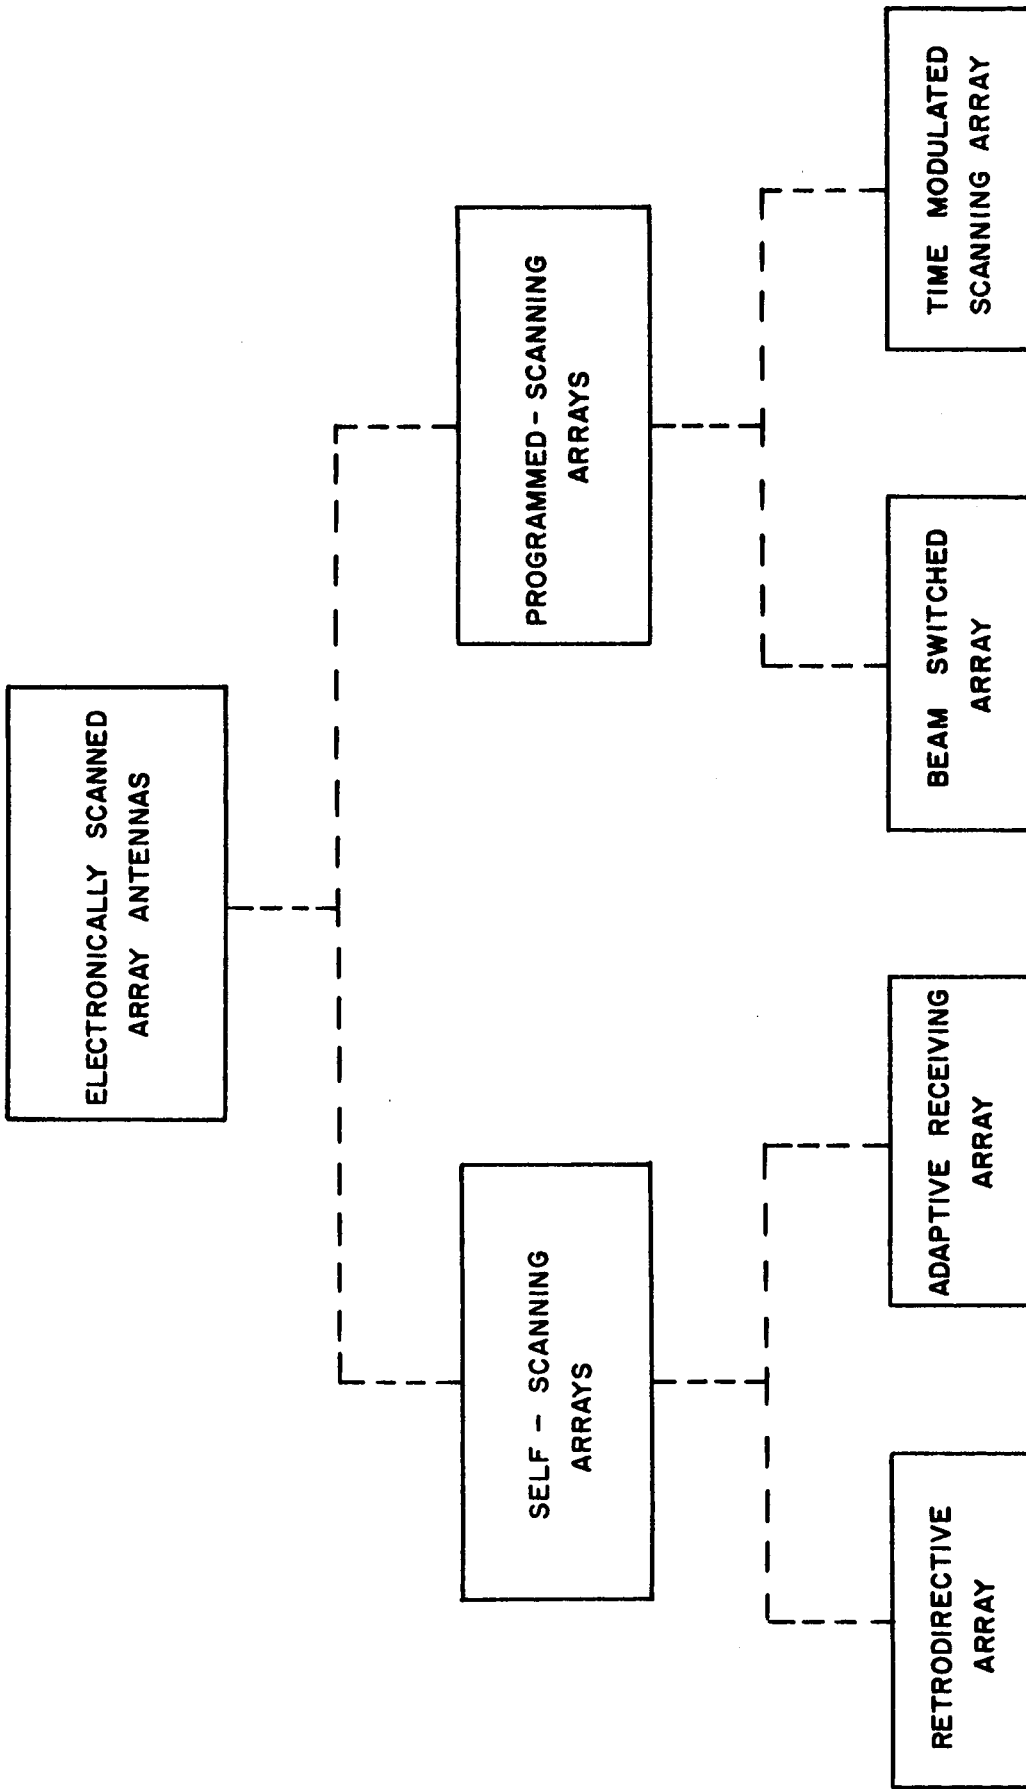 ELECTRONICALLY SCANNED
ARRAY ANTENNAS
SELF - SCANNING
ARRAYS
PROGRAMMED - SCANNING
ARRAYS
RETRODIRECTIVE
ARRAY
ADAPTIVE RECEIVING
ARRAY
BEAM SWITCHED
ARRAY
TIME MODULATED
SCANNING ARRAY